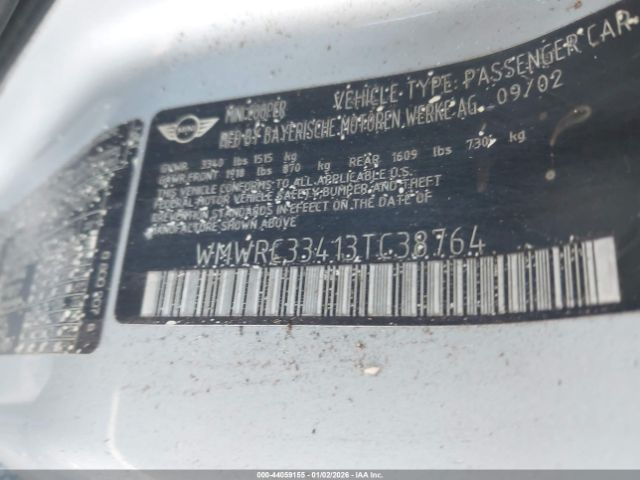 MINI
MINI COOPER VEHICLE TYPE: PASSENGER CAR
MFD BY BAYERISCHE MOTOREN WERKE AG 09/02
GVWR 3340 lbs 1515 kg
GAWR FRONT 1918 lbs 870 kg REAR 1609 lbs 730 kg
THIS VEHICLE CONFORMS TO ALL APPLICABLE U.S.
FEDERAL MOTOR VEHICLE SAFETY, BUMPER AND THEFT
PREVENTION STANDARDS IN EFFECT ON THE DATE OF
MANUFACTURE SHOWN ABOVE
WMWRC33413TC38764
000-44059155 - 01/02/2026 - IAAHQCDR02